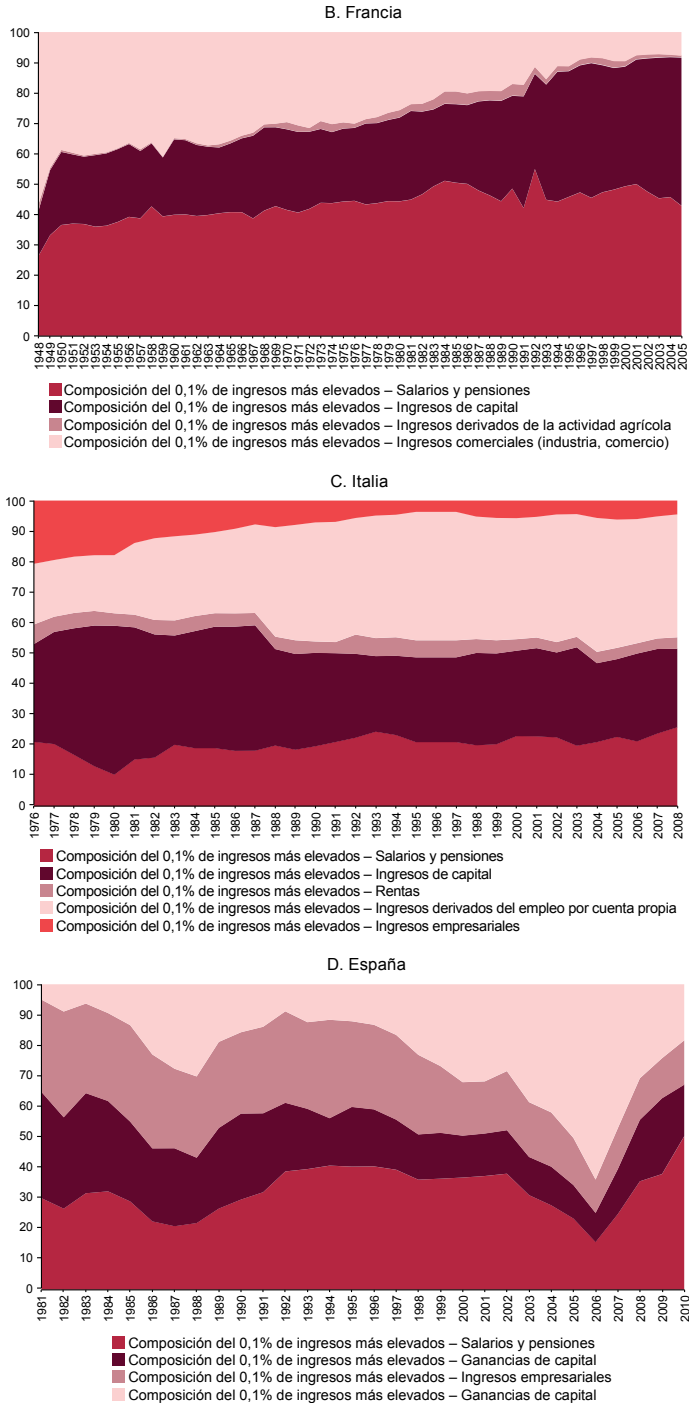 B. Francia
100
90
80
70
60
50
40
30
20
10
0
1948 1949 1950 1951 1952 1953 1954 1955 1956 1957 1958 1959 1960 1961 1962 1963 1964 1965 1966 1967 1968 1969 1970 1971 1972 1973 1974 1975 1976 1977 1978 1979 1980 1981 1982 1983 1984 1985 1986 1987 1988 1989 1990 1991 1992 1993 1994 1995 1996 1997 1998 1999 2000 2001 2002 2003 2004 2005
Composición del 0,1% de ingresos más elevados – Salarios y pensiones
Composición del 0,1% de ingresos más elevados – Ingresos de capital
Composición del 0,1% de ingresos más elevados – Ingresos derivados de la actividad agrícola
Composición del 0,1% de ingresos más elevados – Ingresos comerciales (industria, comercio)
C. Italia
100
90
80
70
60
50
40
30
20
10
0
1976 1977 1978 1979 1980 1981 1982 1983 1984 1985 1986 1987 1988 1989 1990 1991 1992 1993 1994 1995 1996 1997 1998 1999 2000 2001 2002 2003 2004 2005 2006 2007 2008
Composición del 0,1% de ingresos más elevados – Salarios y pensiones
Composición del 0,1% de ingresos más elevados – Ingresos de capital
Composición del 0,1% de ingresos más elevados – Rentas
Composición del 0,1% de ingresos más elevados – Ingresos derivados del empleo por cuenta propia
Composición del 0,1% de ingresos más elevados – Ingresos empresariales
D. España
100
90
80
70
60
50
40
30
20
10
0
1981 1982 1983 1984 1985 1986 1987 1988 1989 1990 1991 1992 1993 1994 1995 1996 1997 1998 1999 2000 2001 2002 2003 2004 2005 2006 2007 2008 2009 2010
Composición del 0,1% de ingresos más elevados – Salarios y pensiones
Composición del 0,1% de ingresos más elevados – Ganancias de capital
Composición del 0,1% de ingresos más elevados – Ingresos empresariales
Composición del 0,1% de ingresos más elevados – Ganancias de capital